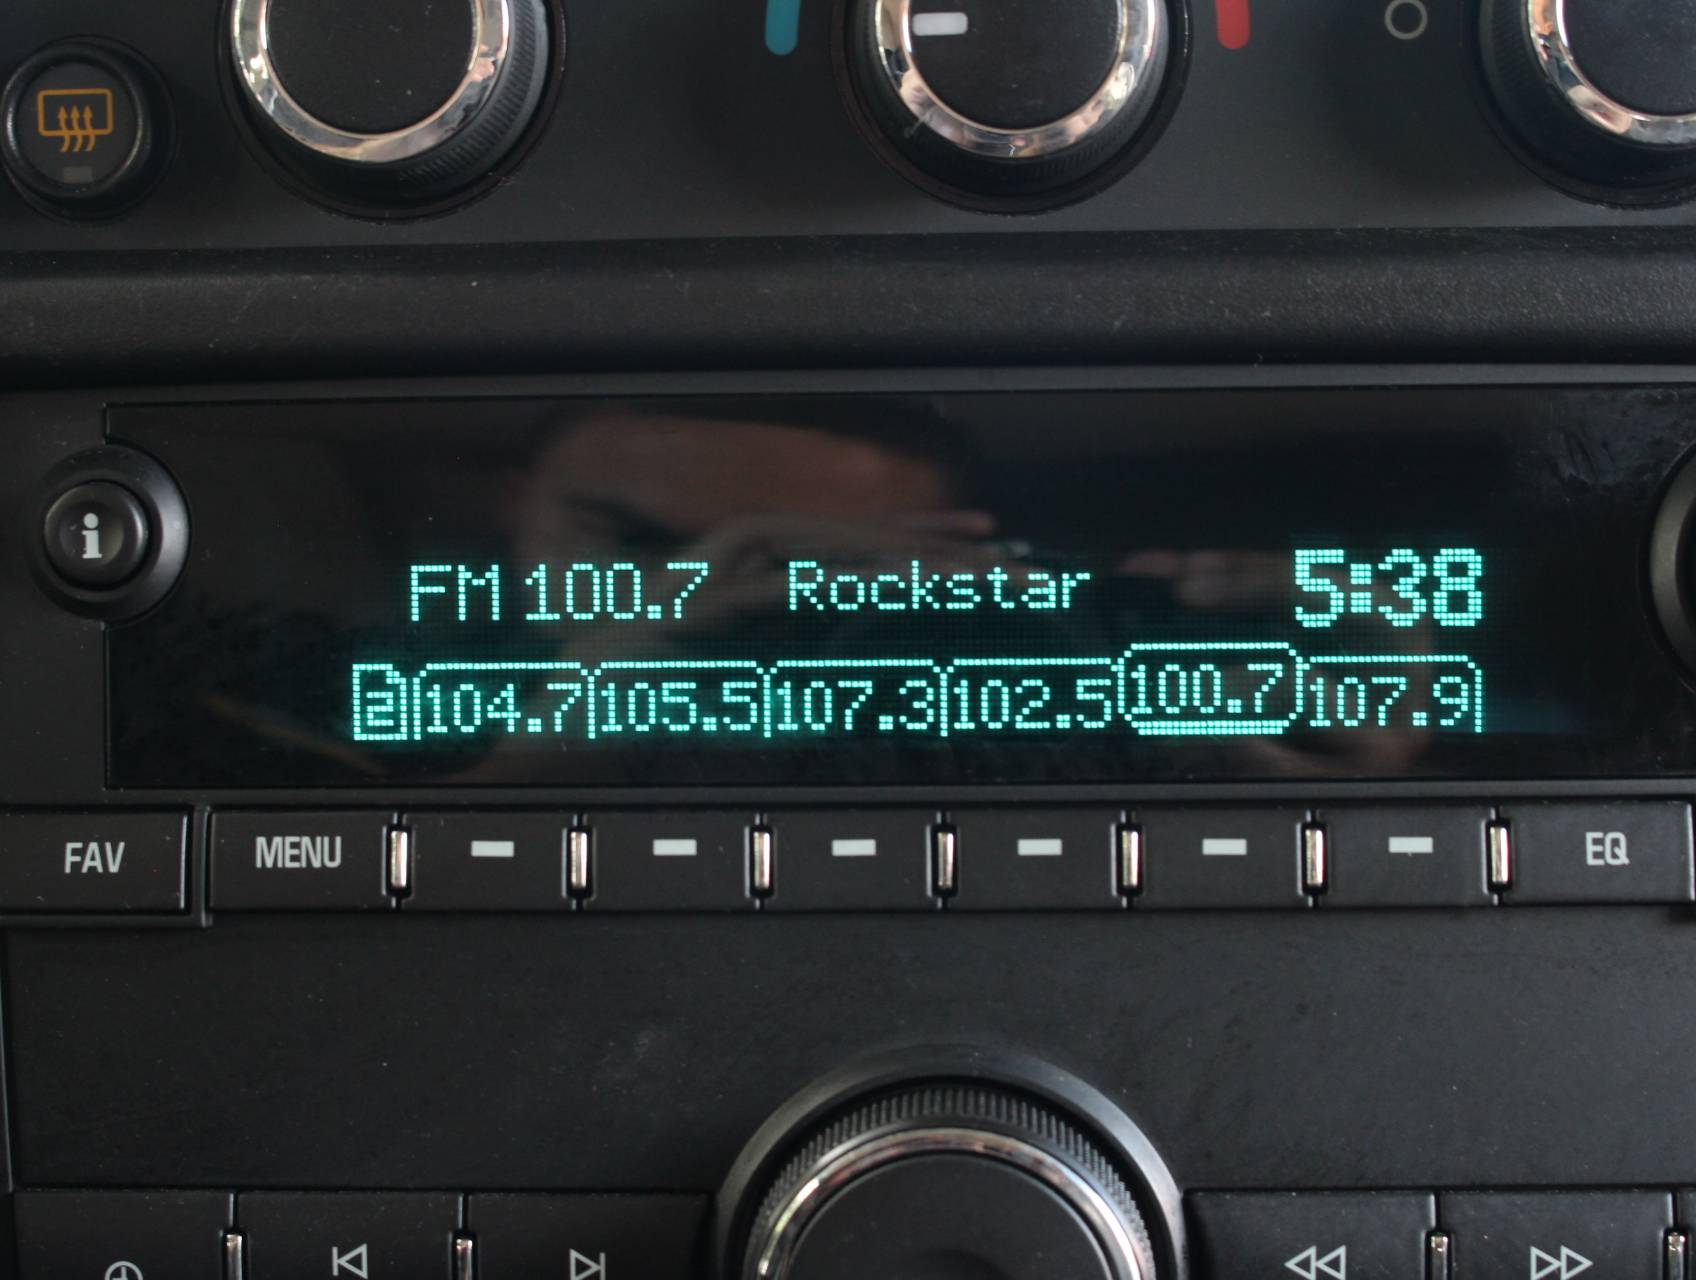 i
FM 100.7 Rockstar 5:38
2 104.7 105.5 107.3 102.5 100.7 107.9
FAV MENU EQ